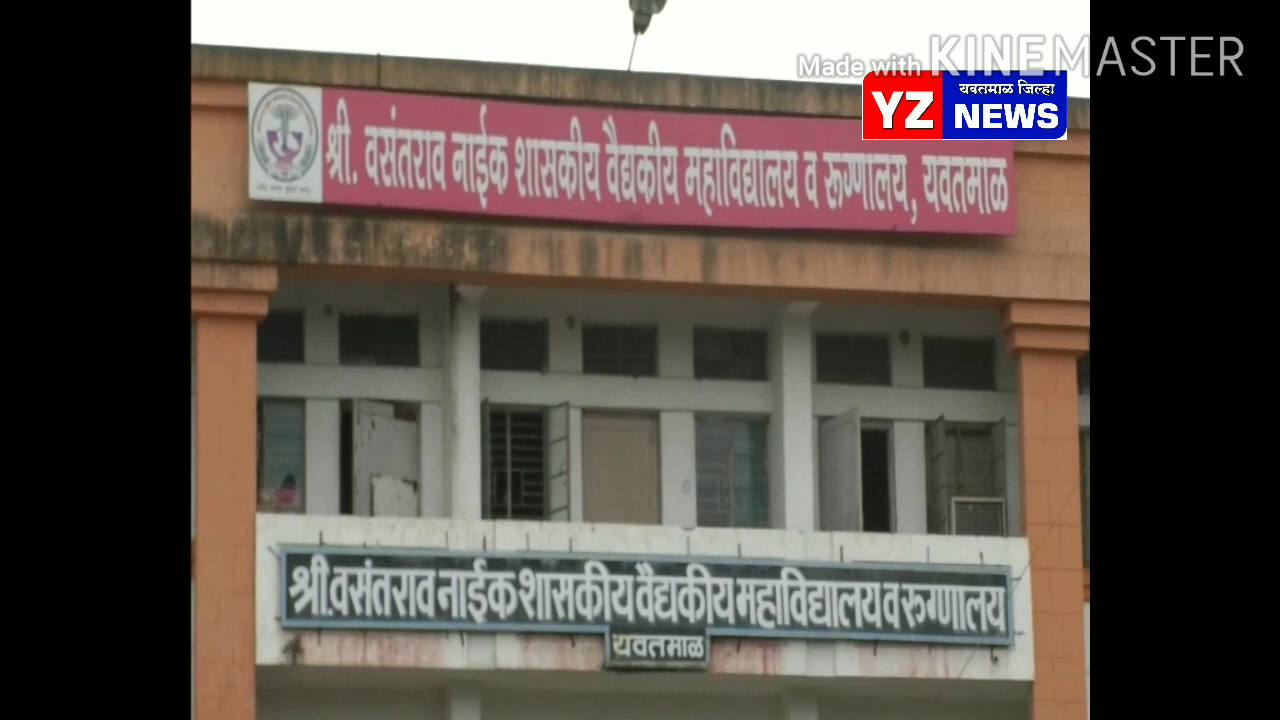 Made with KINEMASTER
यवतमाळ जिल्हा
YZ NEWS
श्री. वसंतराव नाईक शासकीय वैद्यकीय महाविद्यालय व रूग्णालय, यवतमाळ
श्री.वसंतराव नाईक शासकीय वैद्यकीय महाविद्यालय व रुग्णालय
यवतमाळ